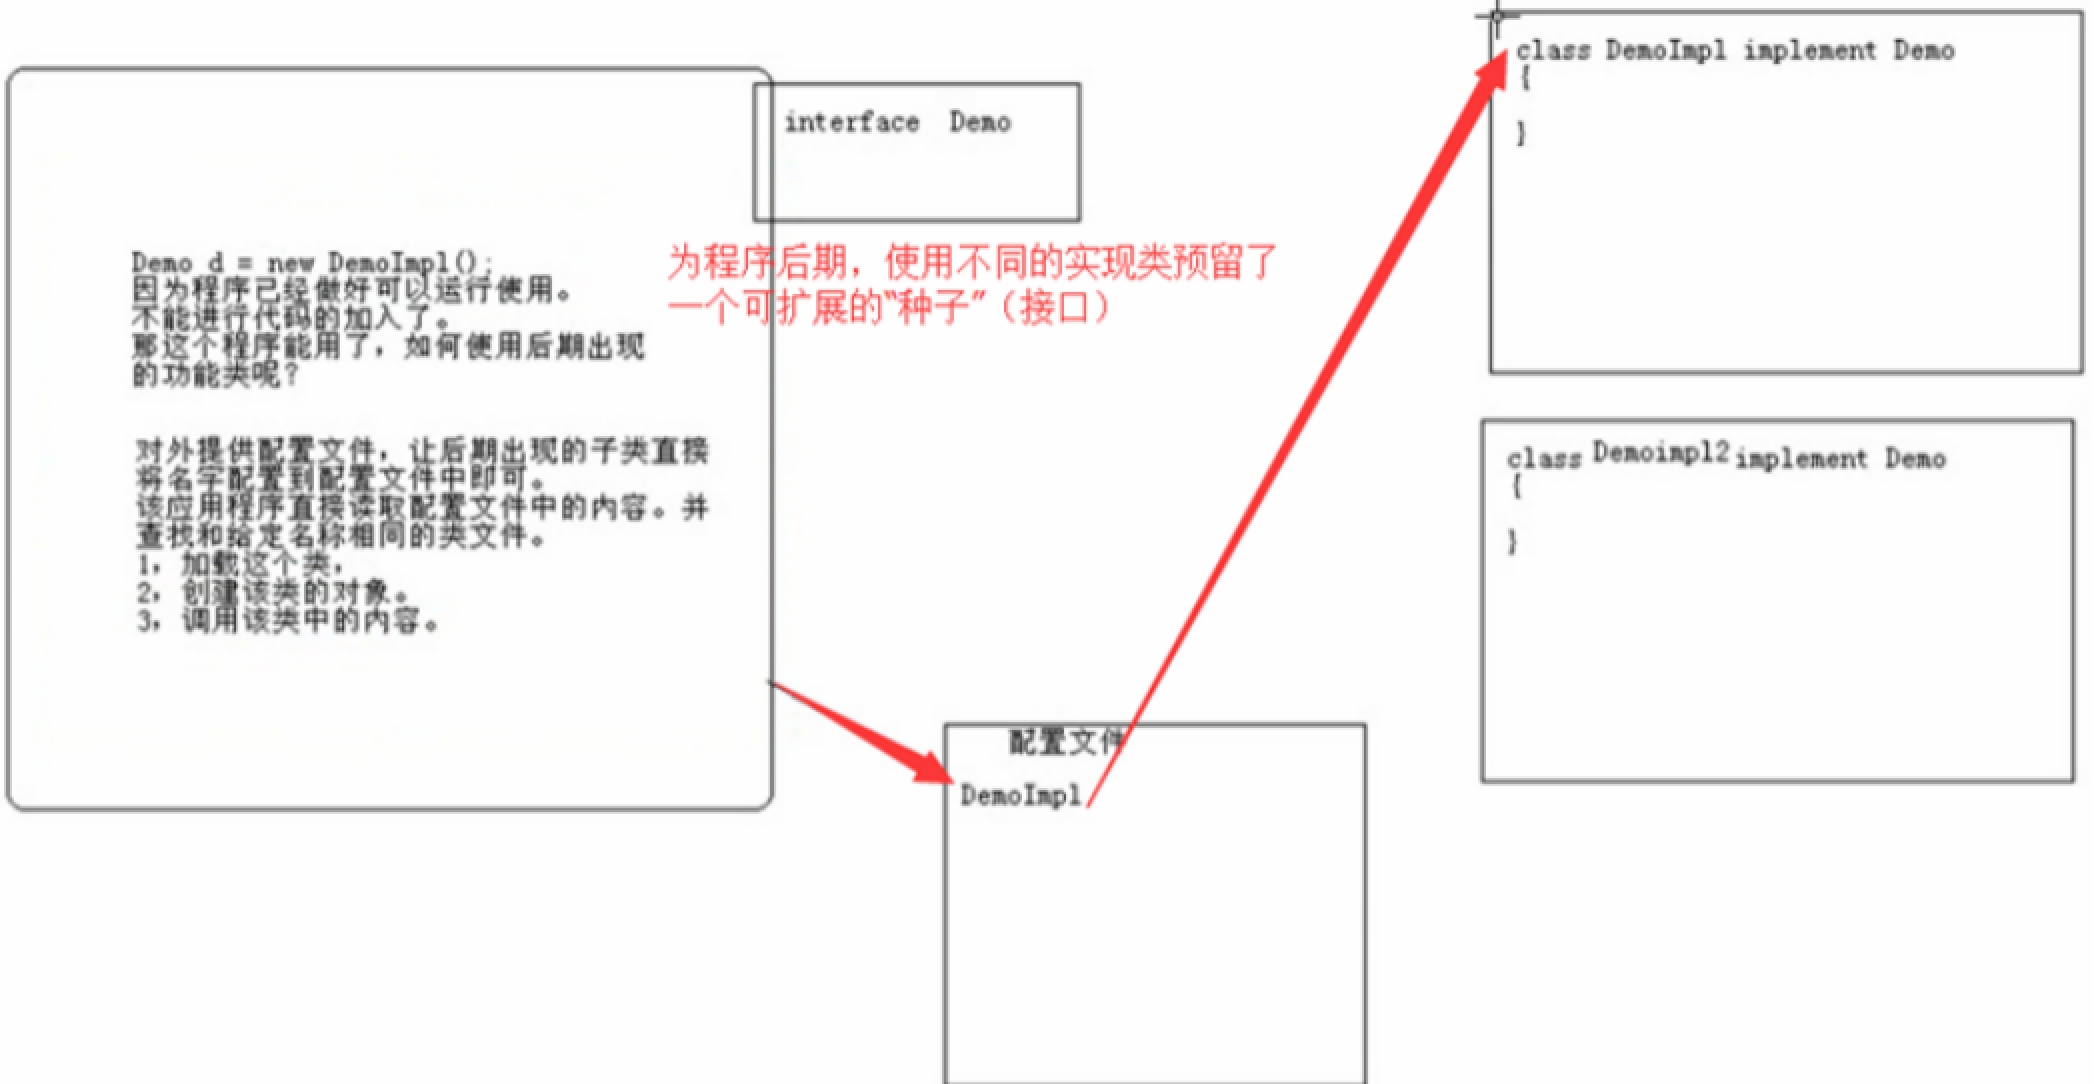 Demo d = new DemoImpl();
因为程序已经做好可以运行使用。
不能进行代码的加入了。
那这个程序能用了，如何使用后期出现
的功能类呢？
对外提供配置文件，让后期出现的子类直接
将名字配置到配置文件中即可。
该应用程序直接读取配置文件中的内容。并
查找和给定名称相同的类文件。
1，加载这个类，
2，创建该类的对象。
3，调用该类中的内容。
interface Demo
为程序后期，使用不同的实现类预留了
一个可扩展的“种子”（接口）
配置文件
DemoImpl
class DemoImpl implement Demo
{
}
class Demoimpl2 implement Demo
{
}